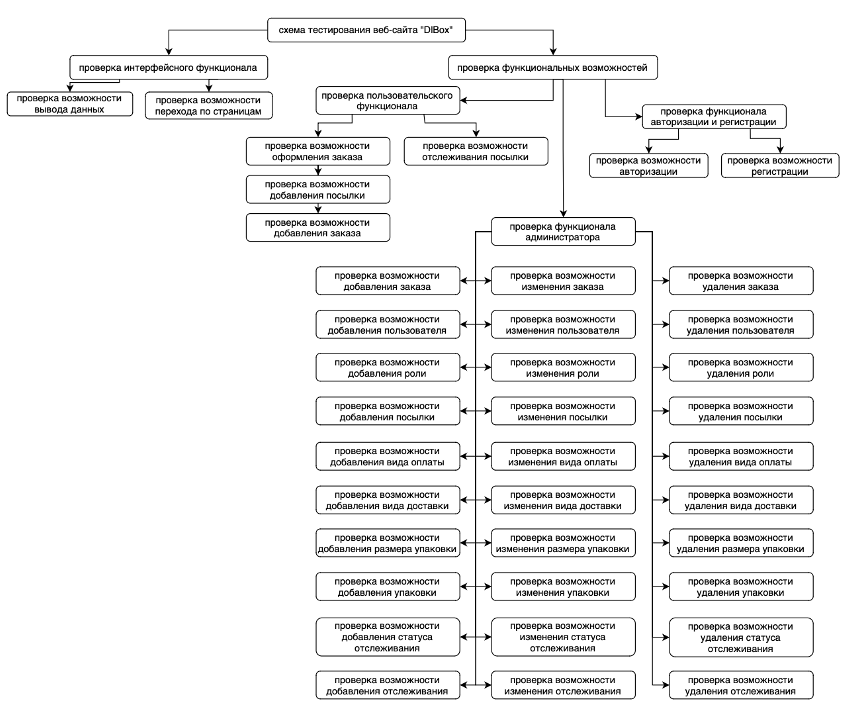 схема тестирования веб-сайта "DIBox"
проверка интерфейсного функционала
проверка возможности
вывода данных
проверка возможности
перехода по страницам
проверка функциональных возможностей
проверка пользовательского
функционала
проверка возможности
оформления заказа
проверка возможности
добавления посылки
проверка возможности
добавления заказа
проверка возможности
отслеживания посылки
проверка функционала
авторизации и регистрации
проверка возможности
авторизации
проверка возможности
регистрации
проверка функционала
администратора
проверка возможности
добавления заказа
проверка возможности
изменения заказа
проверка возможности
удаления заказа
проверка возможности
добавления пользователя
проверка возможности
изменения пользователя
проверка возможности
удаления пользователя
проверка возможности
добавления роли
проверка возможности
изменения роли
проверка возможности
удаления роли
проверка возможности
добавления посылки
проверка возможности
изменения посылки
проверка возможности
удаления посылки
проверка возможности
добавления вида оплаты
проверка возможности
изменения вида оплаты
проверка возможности
удаления вида оплаты
проверка возможности
добавления вида доставки
проверка возможности
изменения вида доставки
проверка возможности
удаления вида доставки
проверка возможности
добавления размера упаковки
проверка возможности
изменения размера упаковки
проверка возможности
удаления размера упаковки
проверка возможности
добавления упаковки
проверка возможности
изменения упаковки
проверка возможности
удаления упаковки
проверка возможности
добавления статуса
отслеживания
проверка возможности
изменения статуса
отслеживания
проверка возможности
удаления статуса
отслеживания
проверка возможности
добавления отслеживания
проверка возможности
изменения отслеживания
проверка возможности
удаления отслеживания